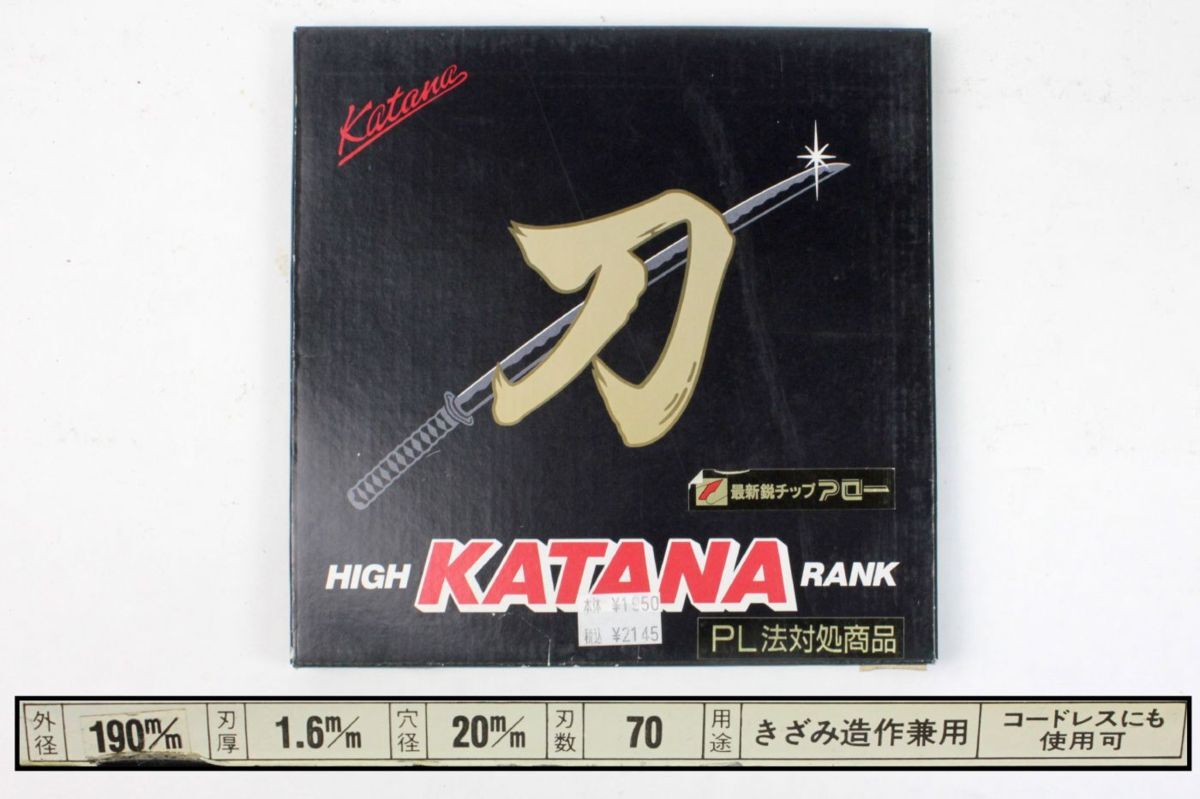 Katana
刀
最新鋭チップアロー
HIGH KATANA RANK
本体 ¥1950
税込 ¥2145
PL法対処商品
外径 190m/m 刃厚 1.6m/m 穴径 20m/m 刃数 70 用途 きざみ造作兼用 コードレスにも
使用可